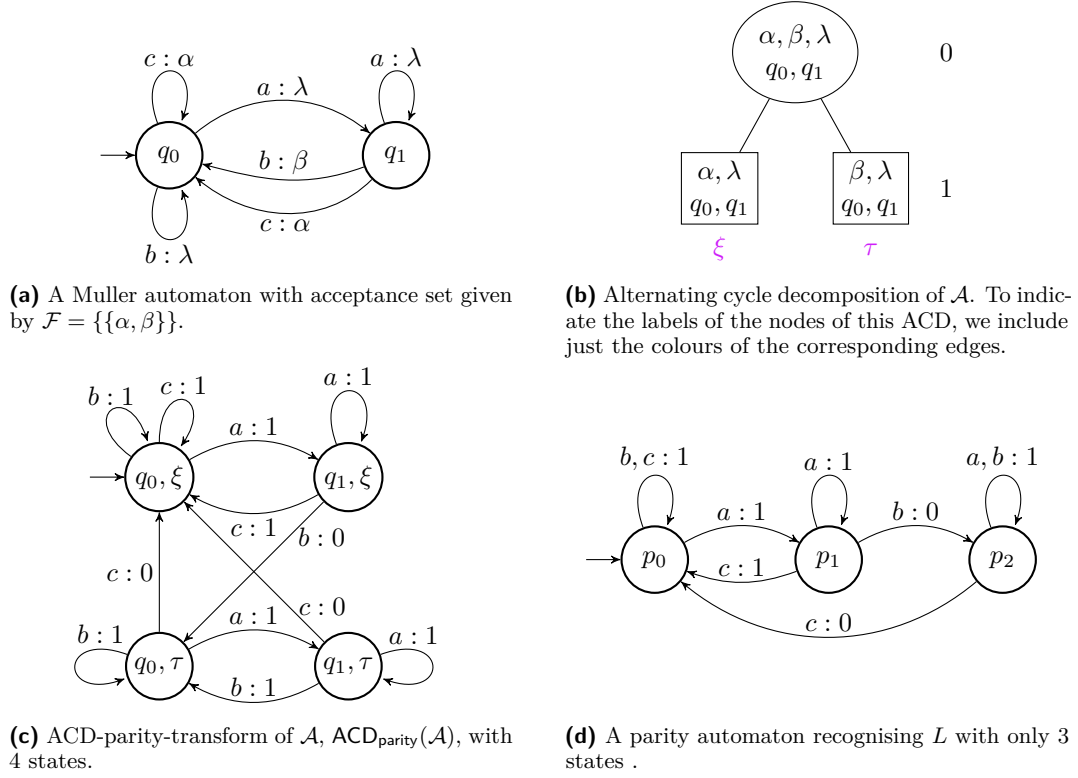 c : α
a : λ
a : λ
q₀
b : β
q₁
c : α
b : λ
(a) A Muller automaton with acceptance set given
by ℱ = {{α, β}}.
α, β, λ
q₀, q₁
0
α, λ
q₀, q₁
β, λ
q₀, q₁
1
ξ
τ
(b) Alternating cycle decomposition of 𝒜. To indic-
ate the labels of the nodes of this ACD, we include
just the colours of the corresponding edges.
b : 1
c : 1
a : 1
a : 1
q₀, ξ
q₁, ξ
c : 1
b : 0
c : 0
c : 0
b : 1
a : 1
a : 1
q₀, τ
q₁, τ
b : 1
(c) ACD-parity-transform of 𝒜, ACD_parity(𝒜), with
4 states.
b, c : 1
a : 1
a, b : 1
a : 1
b : 0
p₀
p₁
p₂
c : 1
c : 0
(d) A parity automaton recognising L with only 3
states .